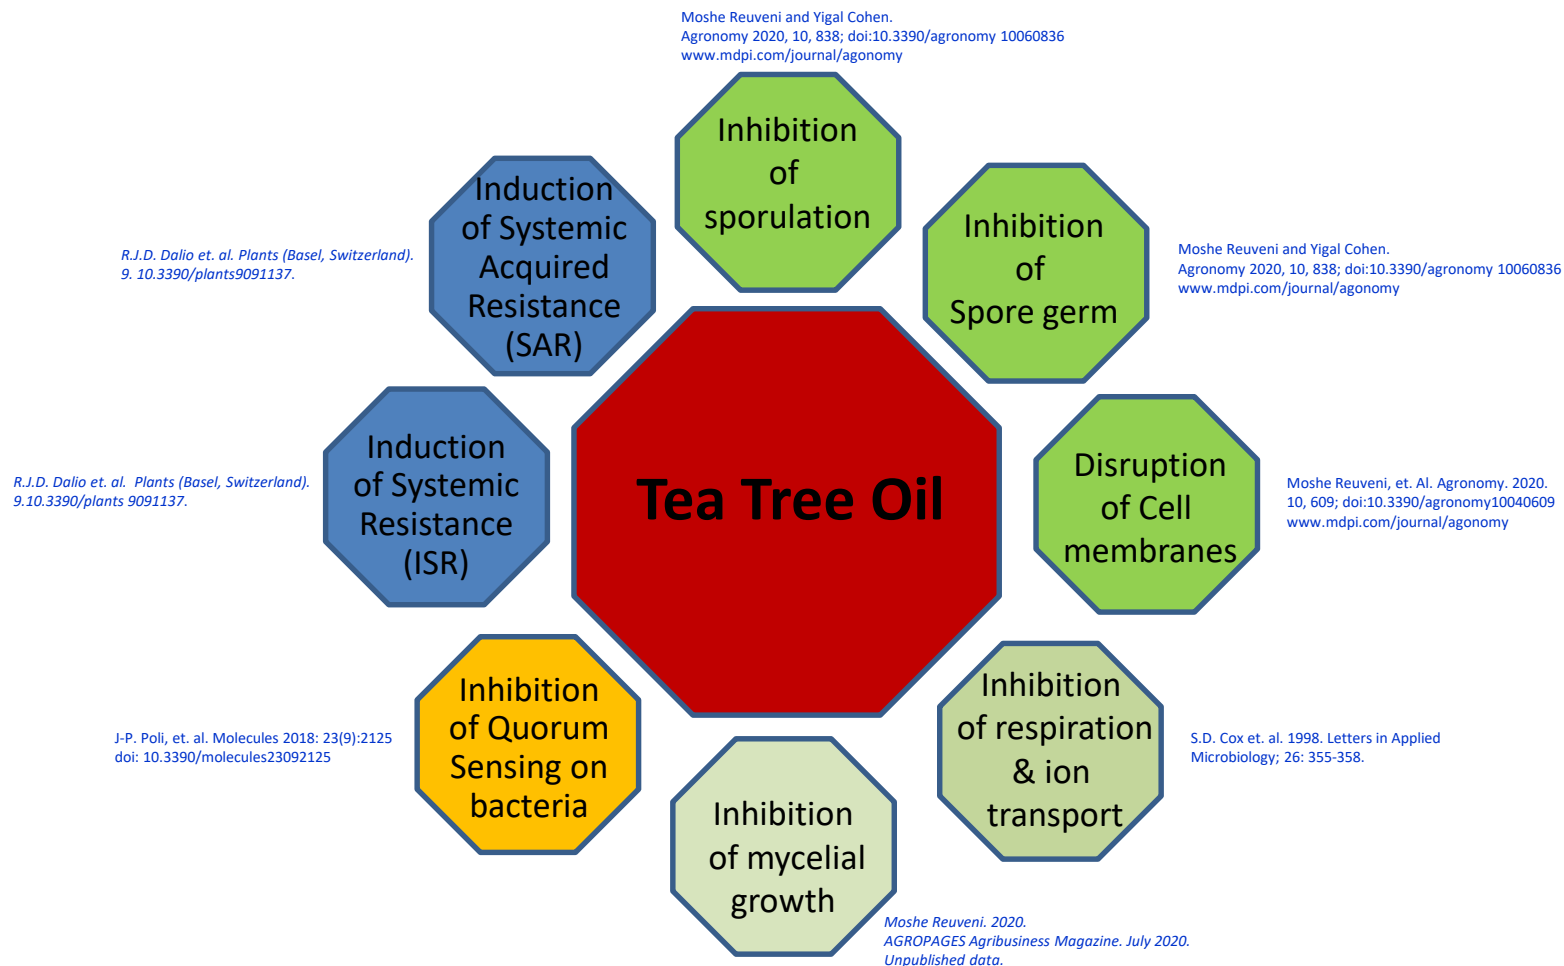 Moshe Reuveni and Yigal Cohen.
Agronomy 2020, 10, 838; doi:10.3390/agronomy 10060836
www.mdpi.com/journal/agonomy
Inhibition
of
sporulation
Inhibition
of
Spore germ
Moshe Reuveni and Yigal Cohen.
Agronomy 2020, 10, 838; doi:10.3390/agronomy 10060836
www.mdpi.com/journal/agonomy
Disruption
of Cell
membranes
Moshe Reuveni, et. Al. Agronomy. 2020.
10, 609; doi:10.3390/agronomy10040609
www.mdpi.com/journal/agonomy
Inhibition
of respiration
& ion
transport
S.D. Cox et. al. 1998. Letters in Applied
Microbiology; 26: 355-358.
Inhibition
of mycelial
growth
Moshe Reuveni. 2020.
AGROPAGES Agribusiness Magazine. July 2020.
Unpublished data.
Inhibition
of Quorum
Sensing on
bacteria
J-P. Poli, et. al. Molecules 2018: 23(9):2125
doi: 10.3390/molecules23092125
Induction
of Systemic
Resistance
(ISR)
R.J.D. Dalio et. al.  Plants (Basel, Switzerland).
9.10.3390/plants 9091137.
Induction
of Systemic
Acquired
Resistance
(SAR)
R.J.D. Dalio et. al. Plants (Basel, Switzerland).
9. 10.3390/plants9091137.
Tea Tree Oil